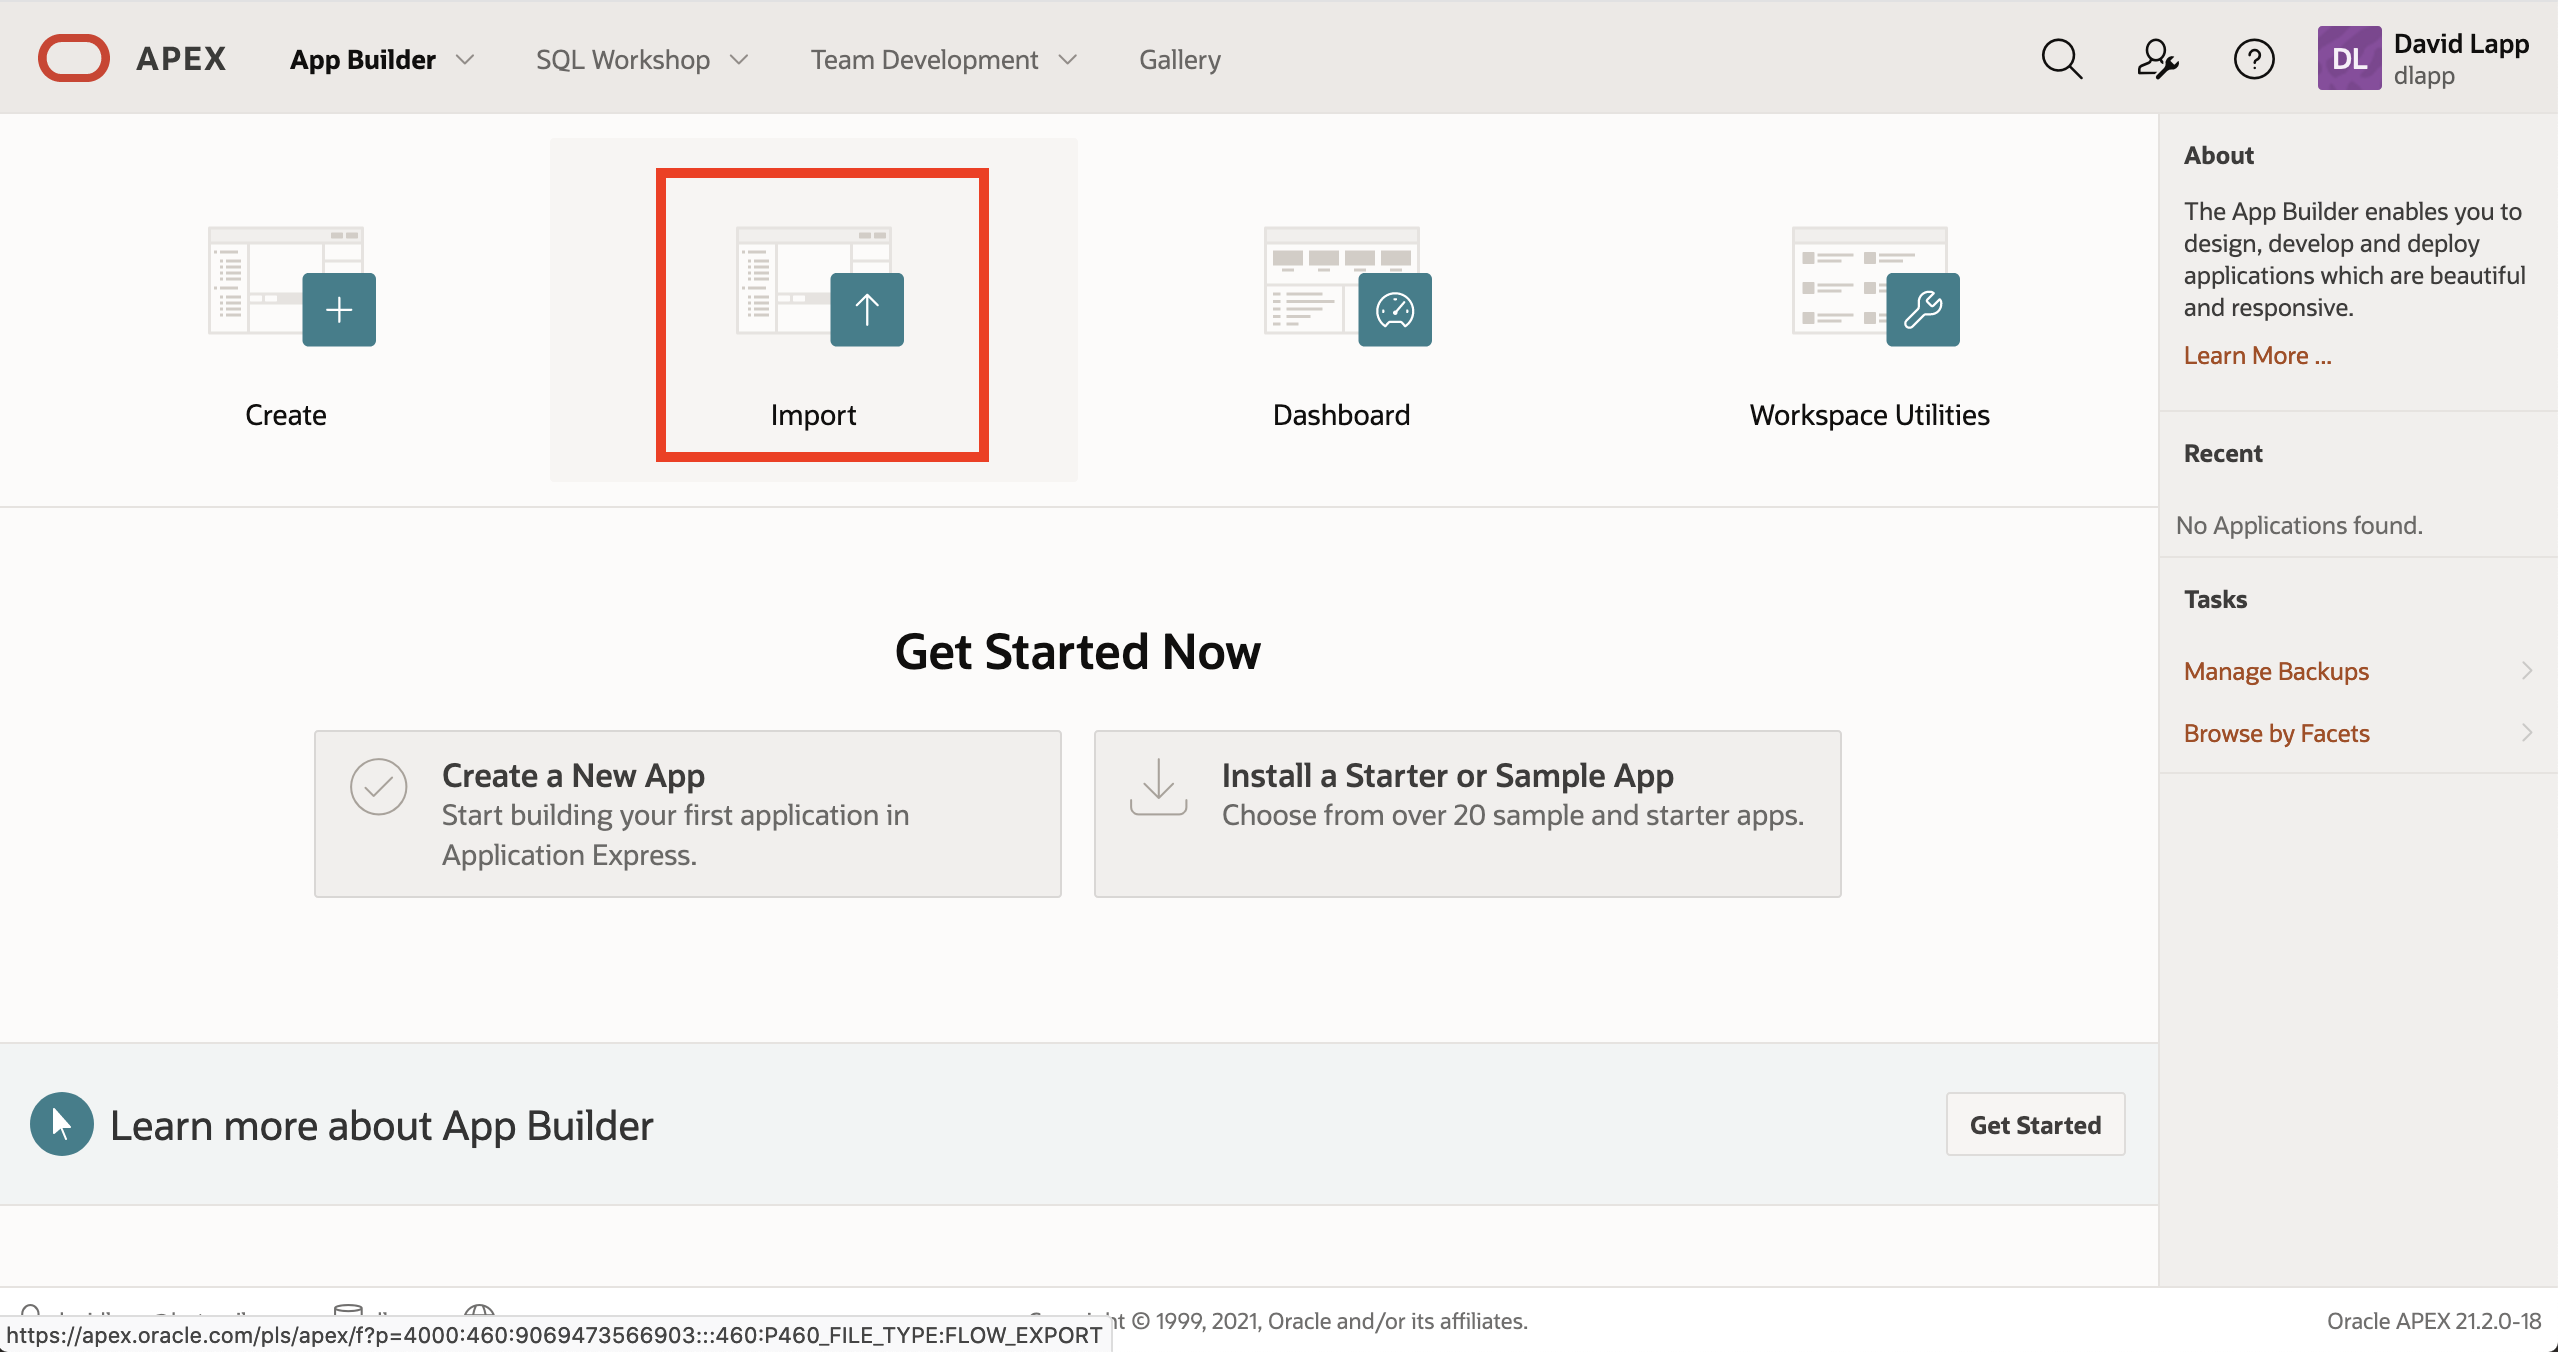 APEX
App Builder
SQL Workshop
Team Development
Gallery
DL
David Lapp
dlapp
Create
Import
Dashboard
Workspace Utilities
About
The App Builder enables you to
design, develop and deploy
applications which are beautiful
and responsive.
Learn More ...
Recent
No Applications found.
Tasks
Manage Backups
Browse by Facets
Get Started Now
Create a New App
Start building your first application in
Application Express.
Install a Starter or Sample App
Choose from over 20 sample and starter apps.
Learn more about App Builder
Get Started
© 1999, 2021, Oracle and/or its affiliates.
Oracle APEX 21.2.0-18
https://apex.oracle.com/pls/apex/f?p=4000:460:9069473566903:::460:P460_FILE_TYPE:FLOW_EXPORT